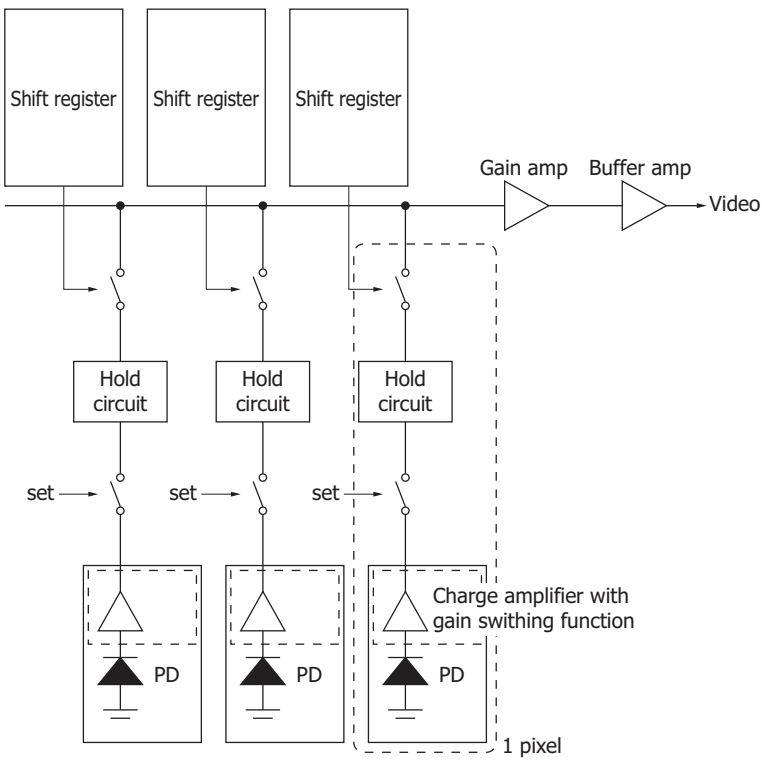 Shift register
Shift register
Shift register
Gain amp
Buffer amp
Video
Hold
circuit
Hold
circuit
Hold
circuit
set
set
set
Charge amplifier with
gain swithing function
PD
PD
PD
1 pixel